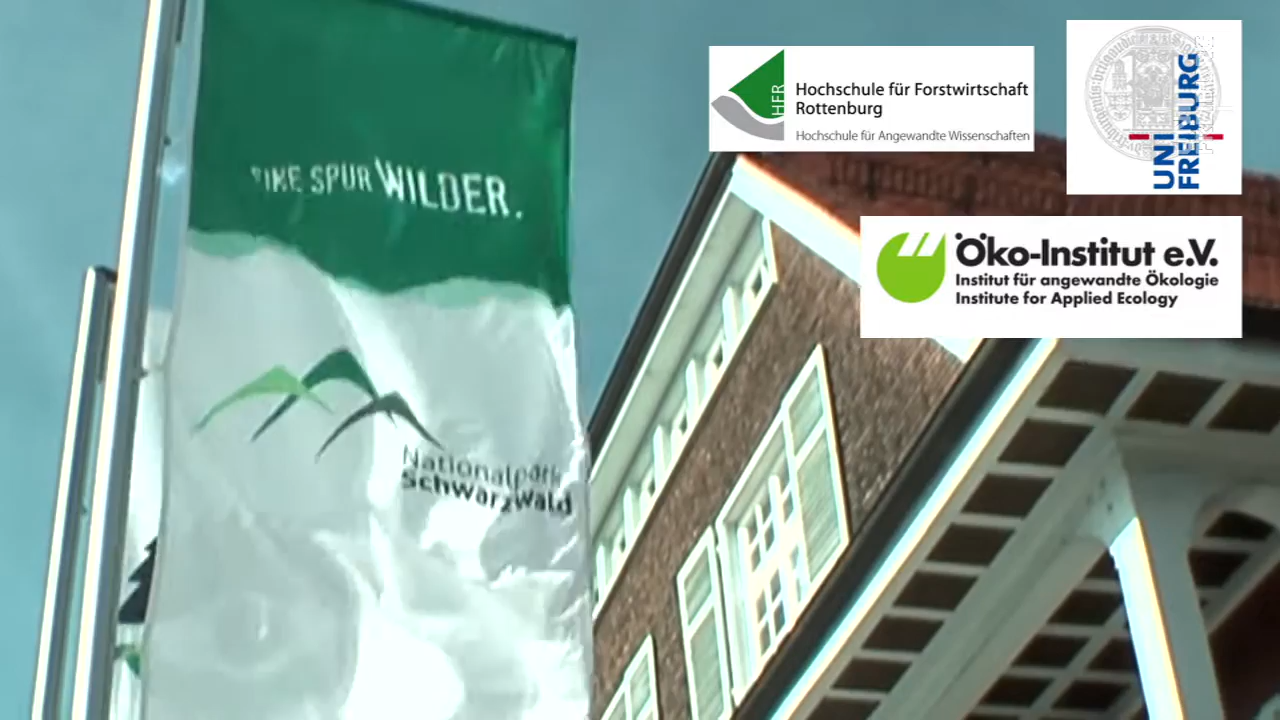 EINE SPUR WILDER.
Nationalpark
Schwarzwald
HFR
Hochschule für Forstwirtschaft
Rottenburg
Hochschule für Angewandte Wissenschaften
UNI
FREIBURG
Öko-Institut e.V.
Institut für angewandte Ökologie
Institute for Applied Ecology